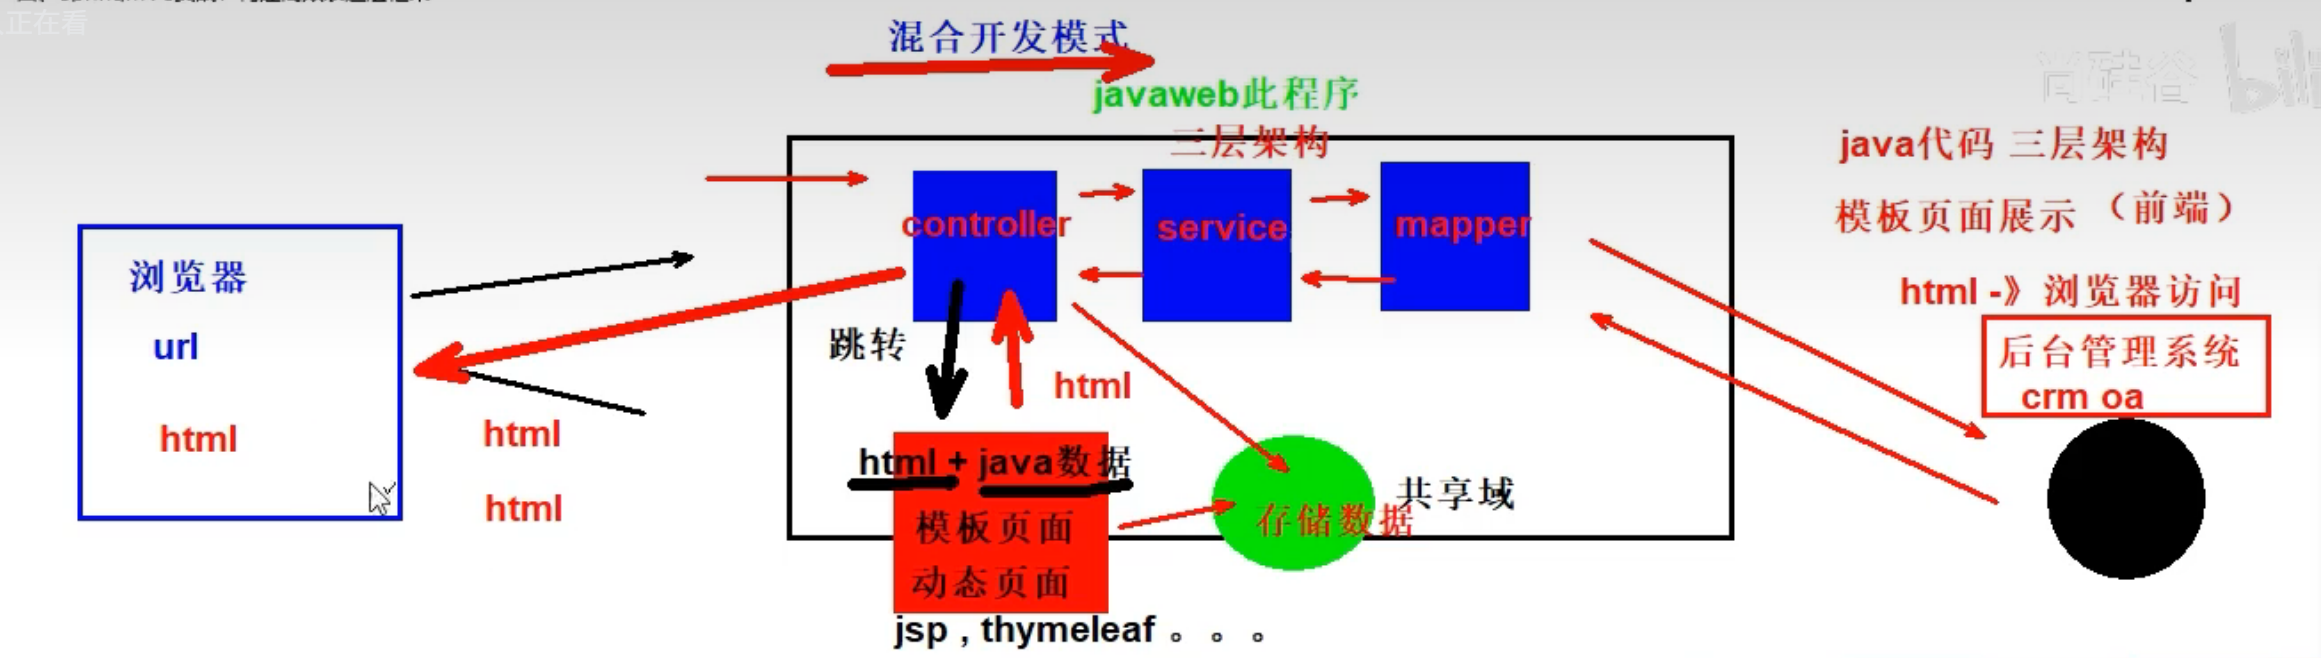 正在看
混合开发模式
javaweb此程序
三层架构
尚硅谷 bili
java代码 三层架构
模板页面展示 （前端）
html -》浏览器访问
后台管理系统
crm oa
浏览器
url
html
html
html
controller
service
mapper
跳转
html
html + java数据
模板页面
动态页面
jsp , thymeleaf 。。。
存储数据
共享域